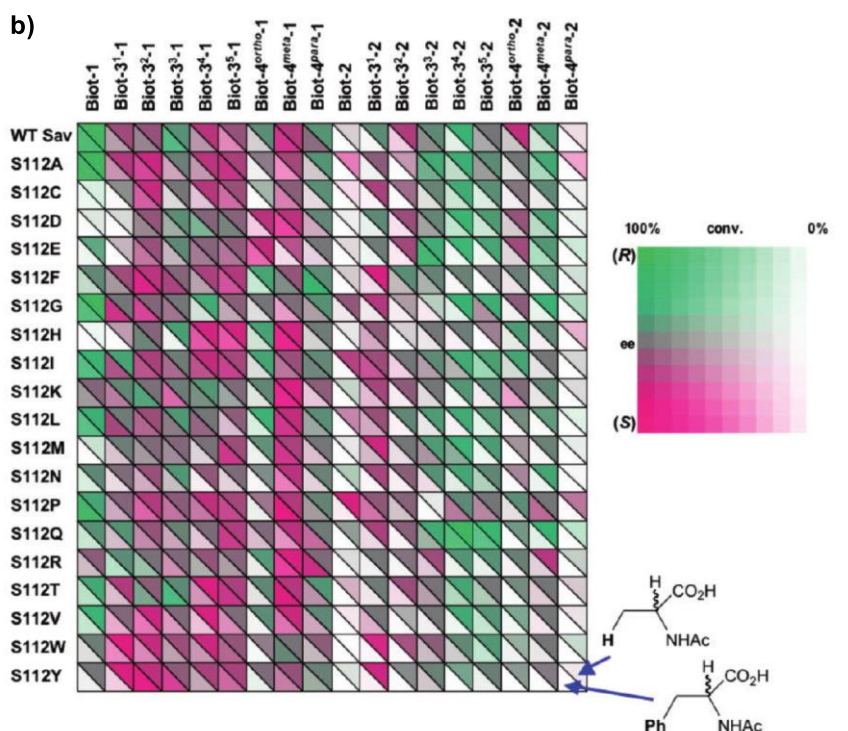 b)
Biot-1
Biot-3¹-1
Biot-3²-1
Biot-3³-1
Biot-3⁴-1
Biot-3⁵-1
Biot-4ortho-1
Biot-4meta-1
Biot-4para-1
Biot-2
Biot-3¹-2
Biot-3²-2
Biot-3³-2
Biot-3⁴-2
Biot-3⁵-2
Biot-4ortho-2
Biot-4meta-2
Biot-4para-2
WT Sav
S112A
S112C
S112D
S112E
S112F
S112G
S112H
S112I
S112K
S112L
S112M
S112N
S112P
S112Q
S112R
S112T
S112V
S112W
S112Y
100% conv. 0%
(R)
ee
(S)
H
CO₂H
H
NHAc
H
CO₂H
Ph
NHAc